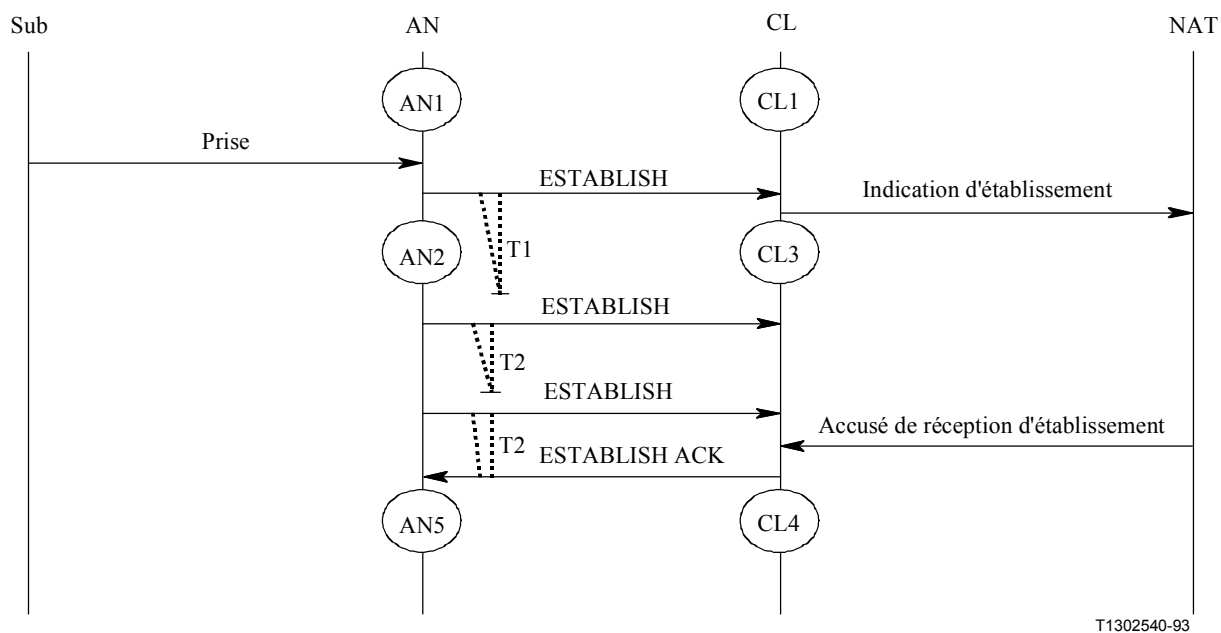 Sub
AN
CL
NAT
AN1
CL1
Prise
ESTABLISH
Indication d'établissement
AN2
T1
CL3
ESTABLISH
T2
ESTABLISH
Accusé de réception d'établissement
T2
ESTABLISH ACK
AN5
CL4
T1302540-93